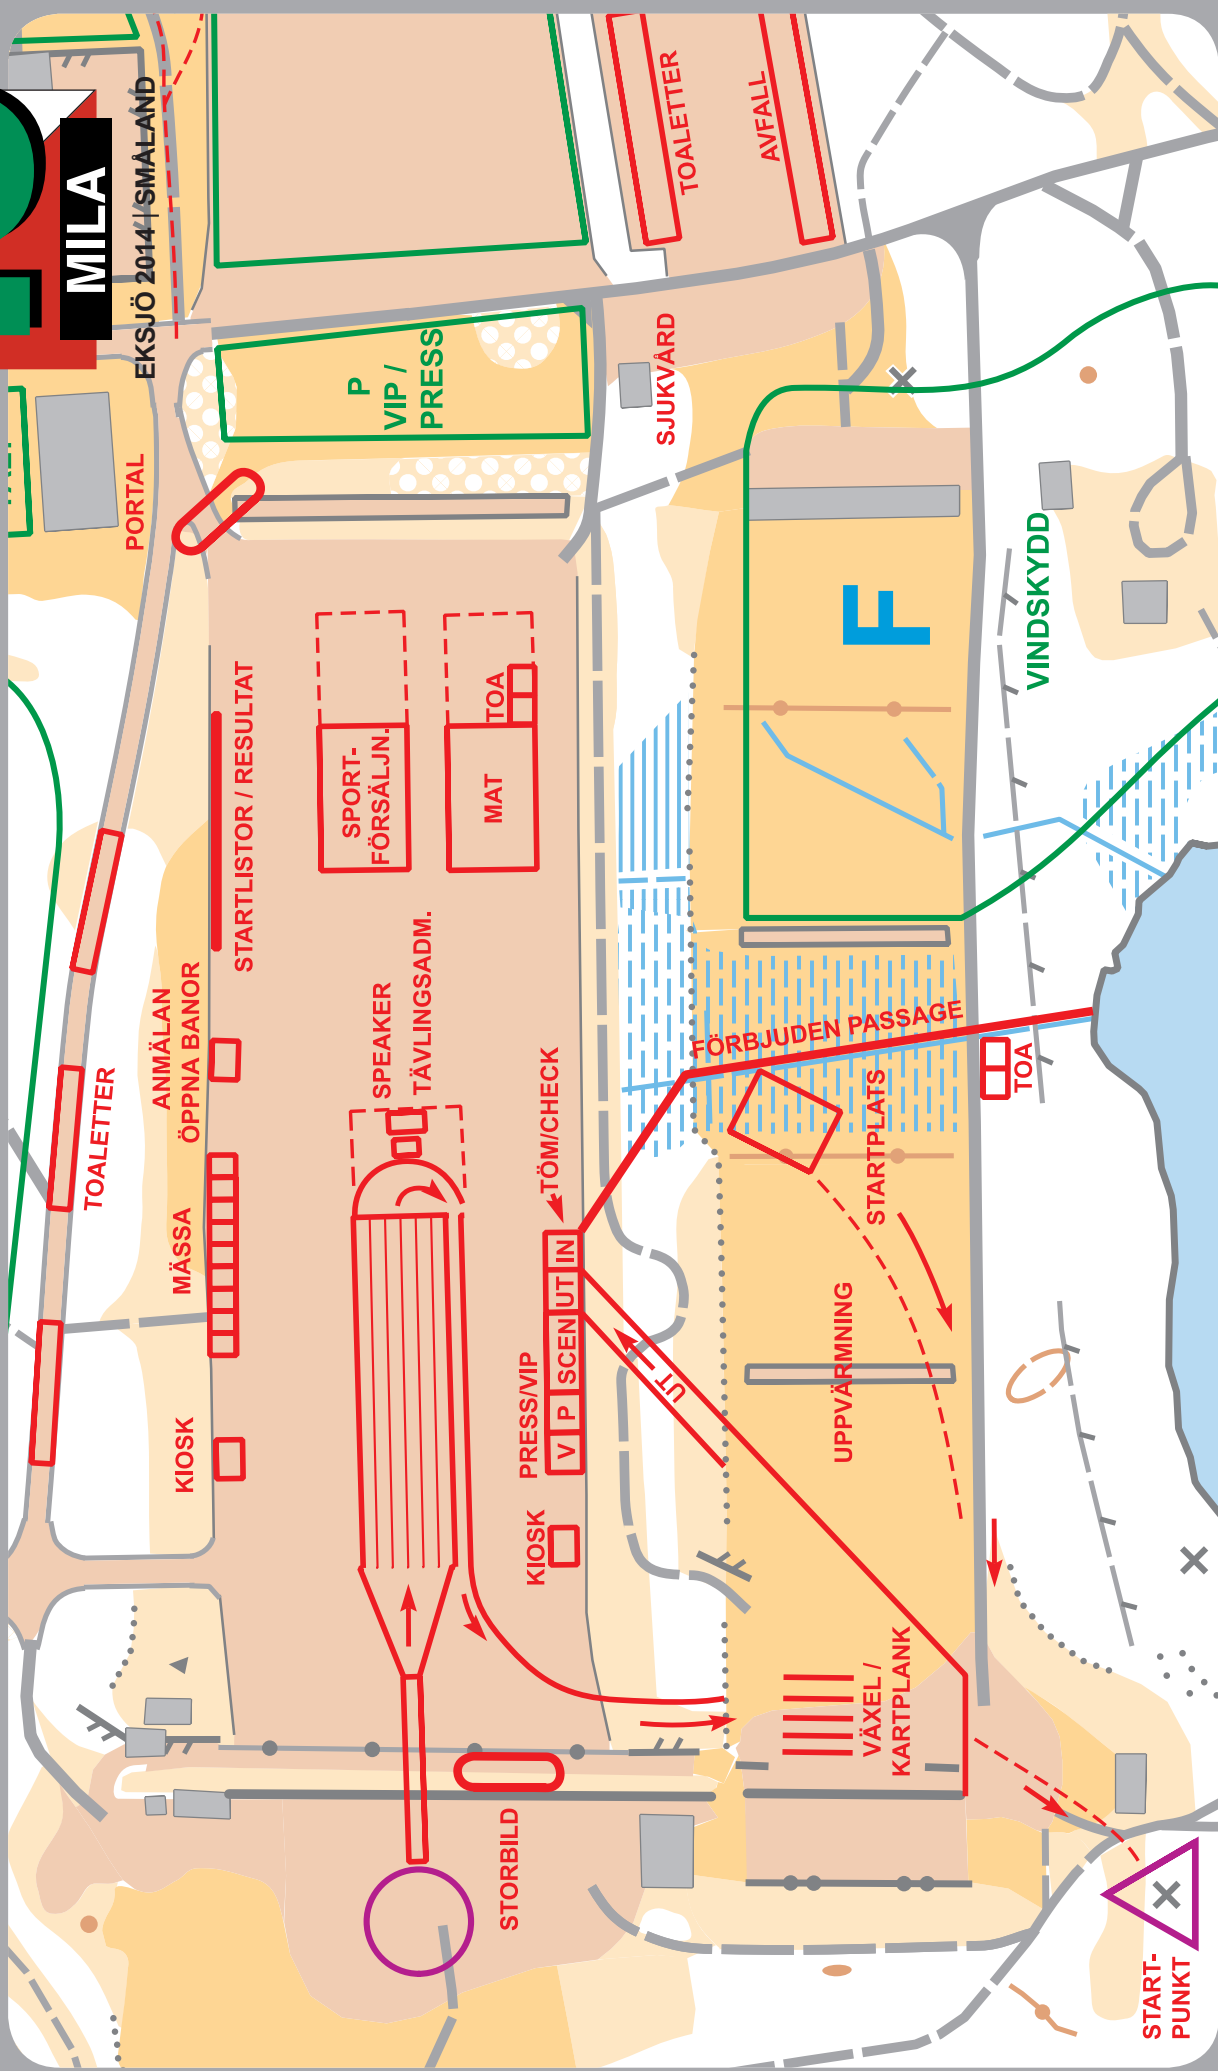 MILA
EKSJÖ 2014 | SMÅLAND
TOALETTER
AVFALL
P
VIP /
PRESS
SJUKVÅRD
PORTAL
F
VINDSKYDD
STARTLISTOR / RESULTAT
SPORT-
FÖRSÄLJN.
TOA
MAT
ANMÄLAN
ÖPPNA BANOR
SPEAKER
TÄVLINGSADM.
TÖM/CHECK
FÖRBJUDEN PASSAGE
TOA
TOALETTER
MÄSSA
STARTPLATS
IN
UT
SCEN
P
V
PRESS/VIP
UT
UPPVÄRMNING
KIOSK
KIOSK
VÄXEL /
KARTPLANK
STORBILD
START-
PUNKT